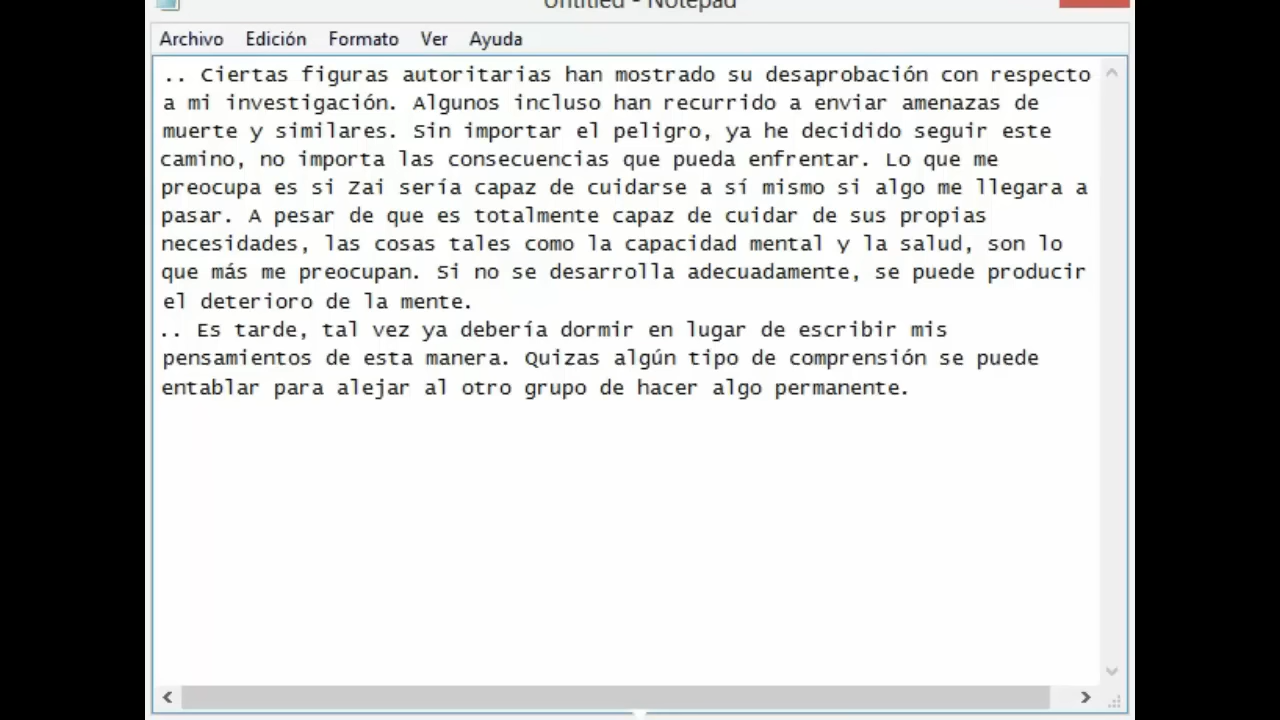 Untitled - Notepad
Archivo Edición Formato Ver Ayuda
.. Ciertas figuras autoritarias han mostrado su desaprobación con respecto
a mi investigación. Algunos incluso han recurrido a enviar amenazas de
muerte y similares. Sin importar el peligro, ya he decidido seguir este
camino, no importa las consecuencias que pueda enfrentar. Lo que me
preocupa es si Zai sería capaz de cuidarse a sí mismo si algo me llegara a
pasar. A pesar de que es totalmente capaz de cuidar de sus propias
necesidades, las cosas tales como la capacidad mental y la salud, son lo
que más me preocupan. Si no se desarrolla adecuadamente, se puede producir
el deterioro de la mente.
.. Es tarde, tal vez ya debería dormir en lugar de escribir mis
pensamientos de esta manera. Quizas algún tipo de comprensión se puede
entablar para alejar al otro grupo de hacer algo permanente.